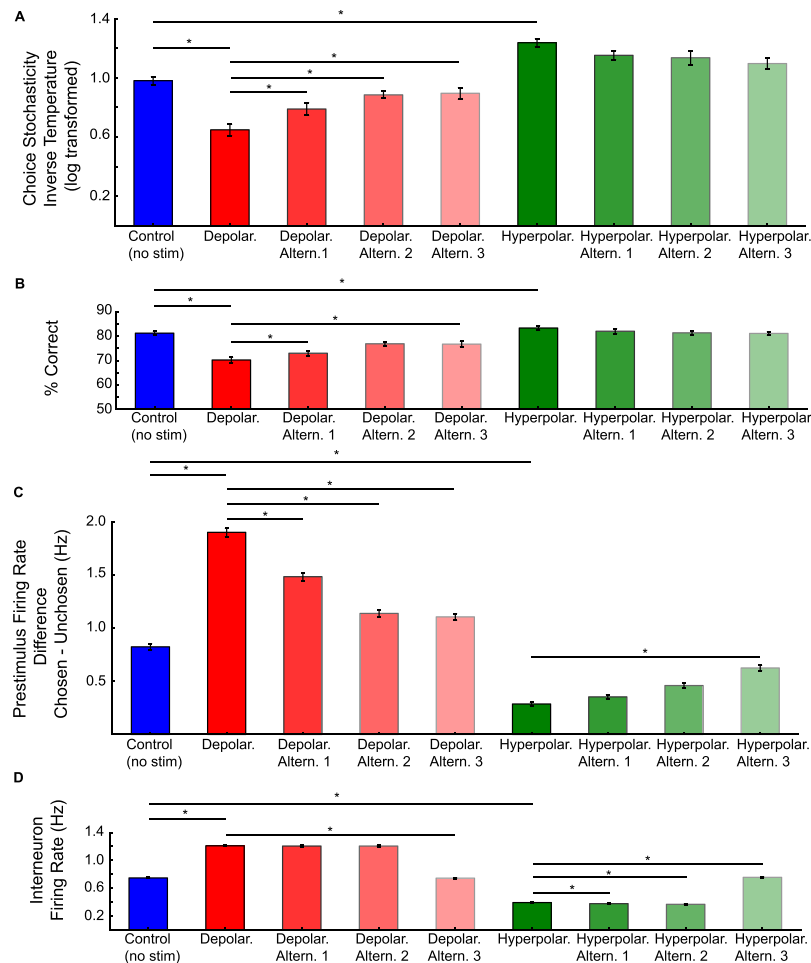 A
Choice Stochasticity
Inverse Temperature
(log transformed)
1.4
1.0
0.6
0.2
*
*
*
*
*
Control
(no stim)
Depolar.
Depolar.
Altern.1
Depolar.
Altern. 2
Depolar.
Altern. 3
Hyperpolar.
Hyperpolar.
Altern. 1
Hyperpolar.
Altern. 2
Hyperpolar.
Altern. 3
B
% Correct
90
80
70
60
50
*
*
*
*
Control
(no stim)
Depolar.
Depolar.
Altern. 1
Depolar.
Altern. 2
Depolar.
Altern. 3
Hyperpolar.
Hyperpolar.
Altern. 1
Hyperpolar.
Altern. 2
Hyperpolar.
Altern. 3
C
Prestimulus Firing Rate
Difference
Chosen - Unchosen (Hz)
2.0
1.5
1.0
0.5
*
*
*
*
*
*
Control
(no stim)
Depolar.
Depolar.
Altern. 1
Depolar.
Altern. 2
Depolar.
Altern. 3
Hyperpolar.
Hyperpolar.
Altern. 1
Hyperpolar.
Altern. 2
Hyperpolar.
Altern. 3
D
Interneuron
Firing Rate (Hz)
1.4
1.0
0.6
0.2
*
*
*
*
*
*
Control
(no stim)
Depolar.
Depolar.
Altern. 1
Depolar.
Altern. 2
Depolar.
Altern. 3
Hyperpolar.
Hyperpolar.
Altern. 1
Hyperpolar.
Altern. 2
Hyperpolar.
Altern. 3